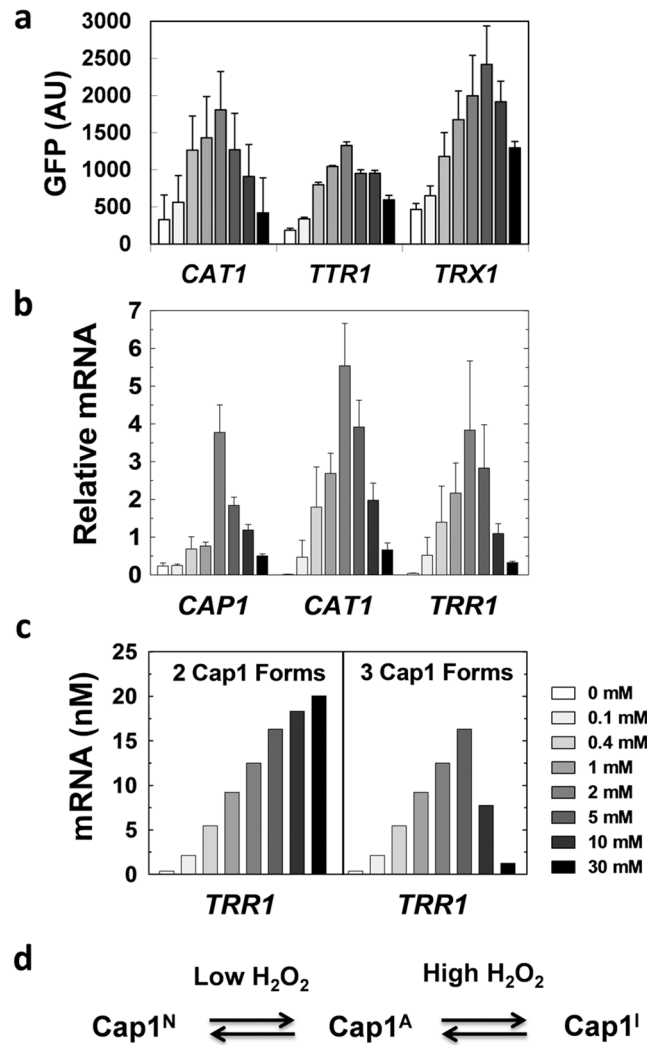 a
3000
2500
2000
1500
1000
500
0
GFP (AU)
CAT1 TTR1 TRX1
b
7
6
5
4
3
2
1
0
Relative mRNA
CAP1 CAT1 TRR1
c
25
20
15
10
5
0
mRNA (nM)
2 Cap1 Forms 3 Cap1 Forms
TRR1 TRR1
0 mM
0.1 mM
0.4 mM
1 mM
2 mM
5 mM
10 mM
30 mM
d
Low H₂O₂ High H₂O₂
Cap1ᴺ Cap1ᴬ Cap1ᴵ